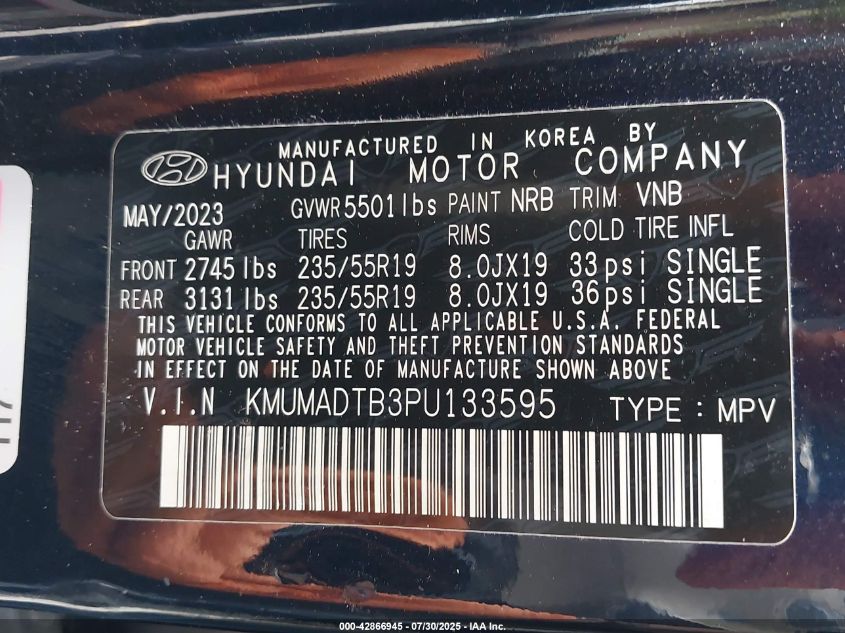 MANUFACTURED IN KOREA BY
HYUNDAI MOTOR COMPANY
MAY/2023 GVWR 5501 lbs PAINT NRB TRIM VNB
GAWR TIRES RIMS COLD TIRE INFL
FRONT 2745 lbs 235/55R19 8.0JX19 33 psi SINGLE
REAR 3131 lbs 235/55R19 8.0JX19 36 psi SINGLE
THIS VEHICLE CONFORMS TO ALL APPLICABLE U.S.A. FEDERAL
MOTOR VEHICLE SAFETY AND THEFT PREVENTION STANDARDS
IN EFFECT ON THE DATE OF MANUFACTURE SHOWN ABOVE.
V.I.N KMUMADTB3PU133595 TYPE : MPV
000-42866945 - 07/30/2025 - IAA Inc.